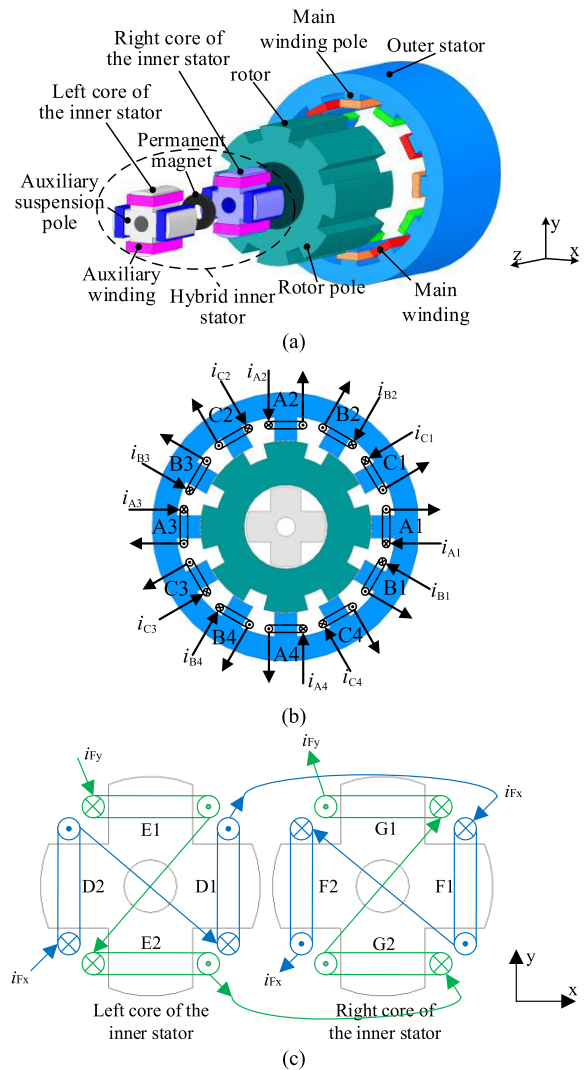 Main
winding pole
Right core of
the inner stator
Outer stator
Left core of
the inner stator
rotor
Permanent
magnet
Auxiliary
suspension
pole
Auxiliary
winding
Hybrid inner
stator
Rotor pole
Main
winding
y
z
x
(a)
iC2
iA2
A2
iB2
C2
B2
iC1
iB3
B3
C1
iA3
A3
A1
iA1
C3
B1
iB1
iC3
B4
C4
iB4
A4
iA4
iC4
(b)
iFy
iFy
iFx
E1
G1
D2
D1
F2
F1
E2
G2
iFx
iFx
y
x
Left core of the
inner stator
Right core of
the inner stator
(c)